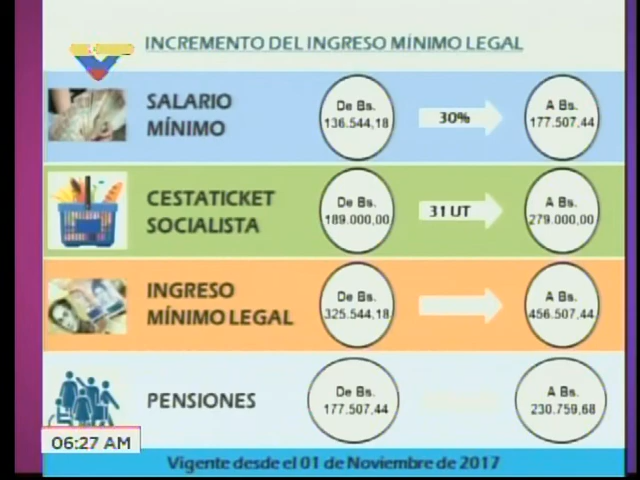 INCREMENTO DEL INGRESO MÍNIMO LEGAL
SALARIO
MÍNIMO
De Bs.
136.544,18
30%
A Bs.
177.507,44
CESTATICKET
SOCIALISTA
De Bs.
189.000,00
31 UT
A Bs.
279.000,00
INGRESO
MÍNIMO LEGAL
De Bs.
325.544,18
A Bs.
456.507,44
PENSIONES
De Bs.
177.507,44
A Bs.
230.759,68
06:27 AM
Vigente desde el 01 de Noviembre de 2017